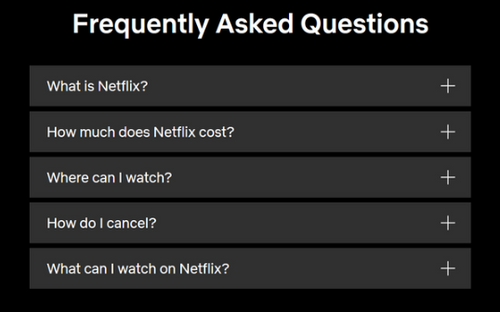 Frequently Asked Questions
What is Netflix?
How much does Netflix cost?
Where can I watch?
How do I cancel?
What can I watch on Netflix?